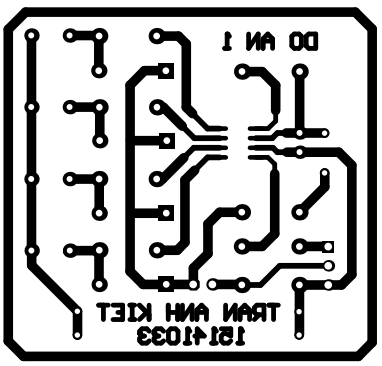 DO AN 1
TRAN ANH KIET
15141033